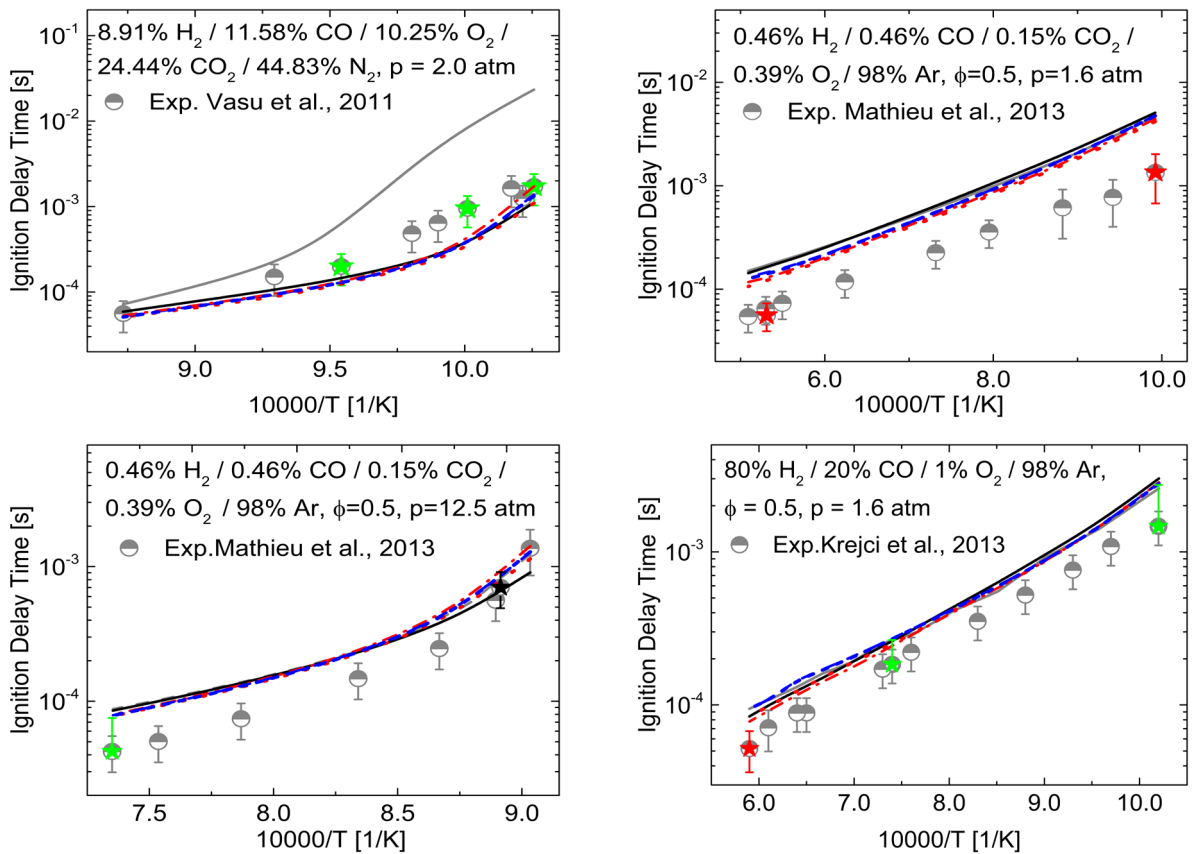 8.91% H₂ / 11.58% CO / 10.25% O₂ /
24.44% CO₂ / 44.83% N₂, p = 2.0 atm
Exp. Vasu et al., 2011
Ignition Delay Time [s]
10⁻¹
10⁻²
10⁻³
10⁻⁴
9.0
9.5
10.0
10000/T [1/K]
0.46% H₂ / 0.46% CO / 0.15% CO₂ /
0.39% O₂ / 98% Ar, ϕ=0.5, p=1.6 atm
Exp. Mathieu et al., 2013
Ignition Delay Time [s]
10⁻²
10⁻³
10⁻⁴
6.0
8.0
10.0
10000/T [1/K]
0.46% H₂ / 0.46% CO / 0.15% CO₂ /
0.39% O₂ / 98% Ar, ϕ=0.5, p=12.5 atm
Exp.Mathieu et al., 2013
Ignition Delay Time [s]
10⁻³
10⁻⁴
7.5
8.0
8.5
9.0
10000/T [1/K]
80% H₂ / 20% CO / 1% O₂ / 98% Ar,
ϕ = 0.5, p = 1.6 atm
Exp.Krejci et al., 2013
Ignition Delay Time [s]
10⁻³
10⁻⁴
6.0
7.0
8.0
9.0
10.0
10000/T [1/K]